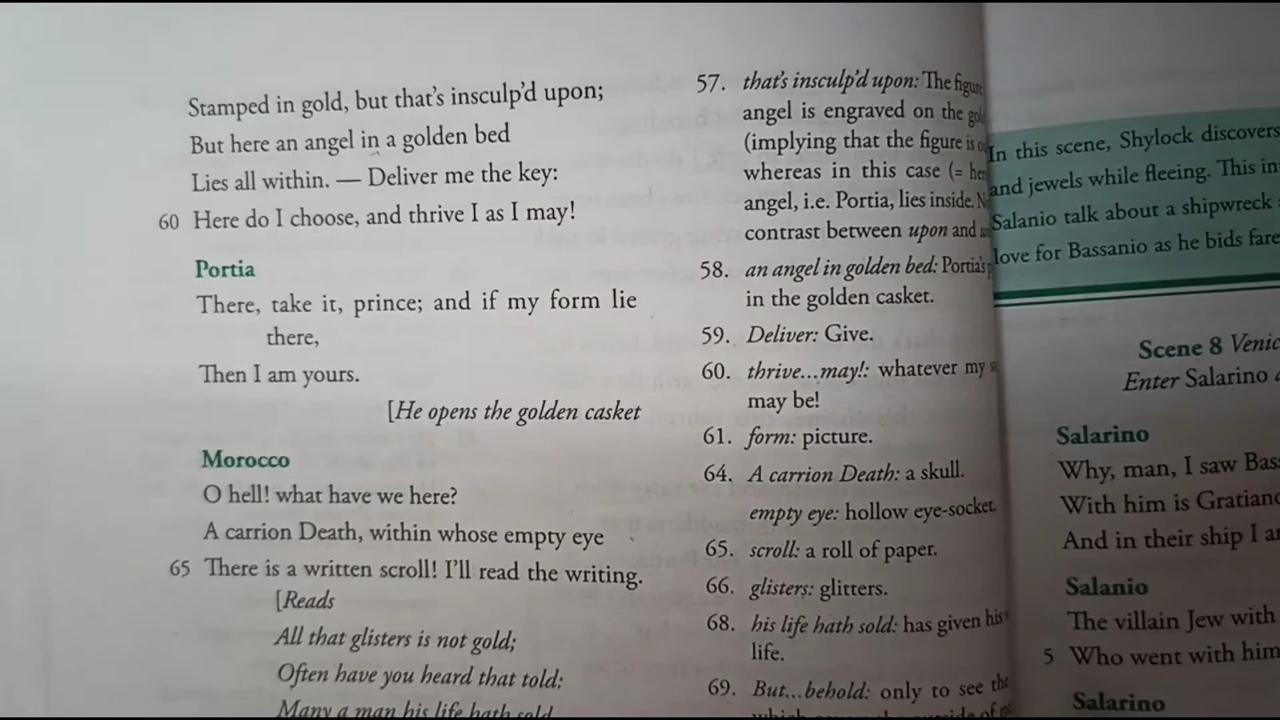 Stamped in gold, but that's insculp'd upon;
But here an angel in a golden bed
Lies all within. — Deliver me the key:
60 Here do I choose, and thrive I as I may!
Portia
There, take it, prince; and if my form lie
there,
Then I am yours.
[He opens the golden casket
Morocco
O hell! what have we here?
A carrion Death, within whose empty eye
65 There is a written scroll! I'll read the writing.
[Reads
All that glisters is not gold;
Often have you heard that told:
Many a man his life hath sold
57. that's insculp'd upon: The
angel is engraved on the
(implying that the figure is
whereas in this case (=
angel, i.e. Portia, lies inside.
contrast between upon and
58. an angel in golden bed: Portia's
in the golden casket.
59. Deliver: Give.
60. thrive...may!: whatever my
may be!
61. form: picture.
64. A carrion Death: a skull.
empty eye: hollow eye-socket.
65. scroll: a roll of paper.
66. glisters: glitters.
68. his life hath sold: has given his
life.
69. But...behold: only to see the
In this scene, Shylock discovers
and jewels while fleeing. This
Salanio talk about a shipwreck
love for Bassanio as he bids
Scene 8
Enter Salarino
Salarino
Why, man, I saw
With him is
And in their ship I
Salanio
The villain Jew with
5 Who went with him
Salarino